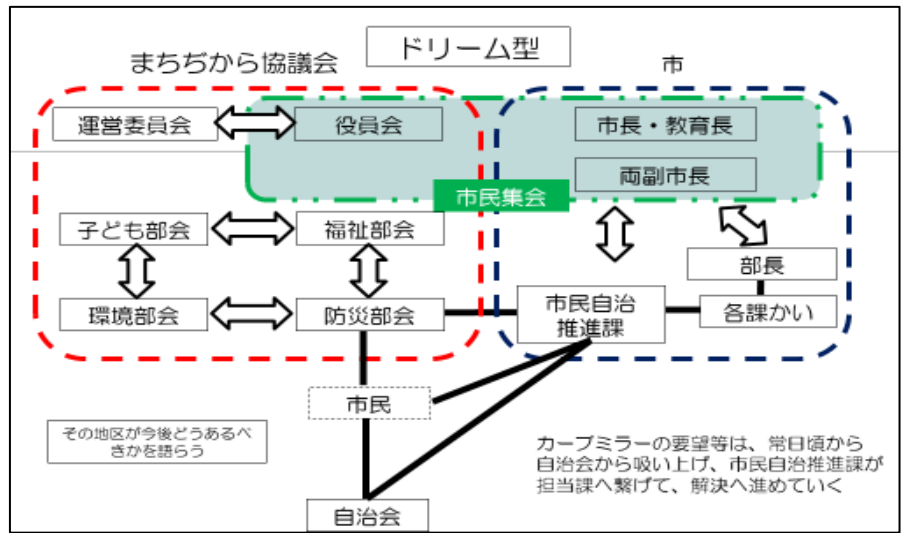 ドリーム型
まちぢから協議会
市
運営委員会
役員会
市長・教育長
両副市長
市民集会
子ども部会
福祉部会
部長
環境部会
防災部会
市民自治
推進課
各課かい
市民
その地区が今後どうあるべ
きかを語らう
カーブミラーの要望等は、常日頃から
自治会から吸い上げ、市民自治推進課が
担当課へ繋げて、解決へ進めていく
自治会